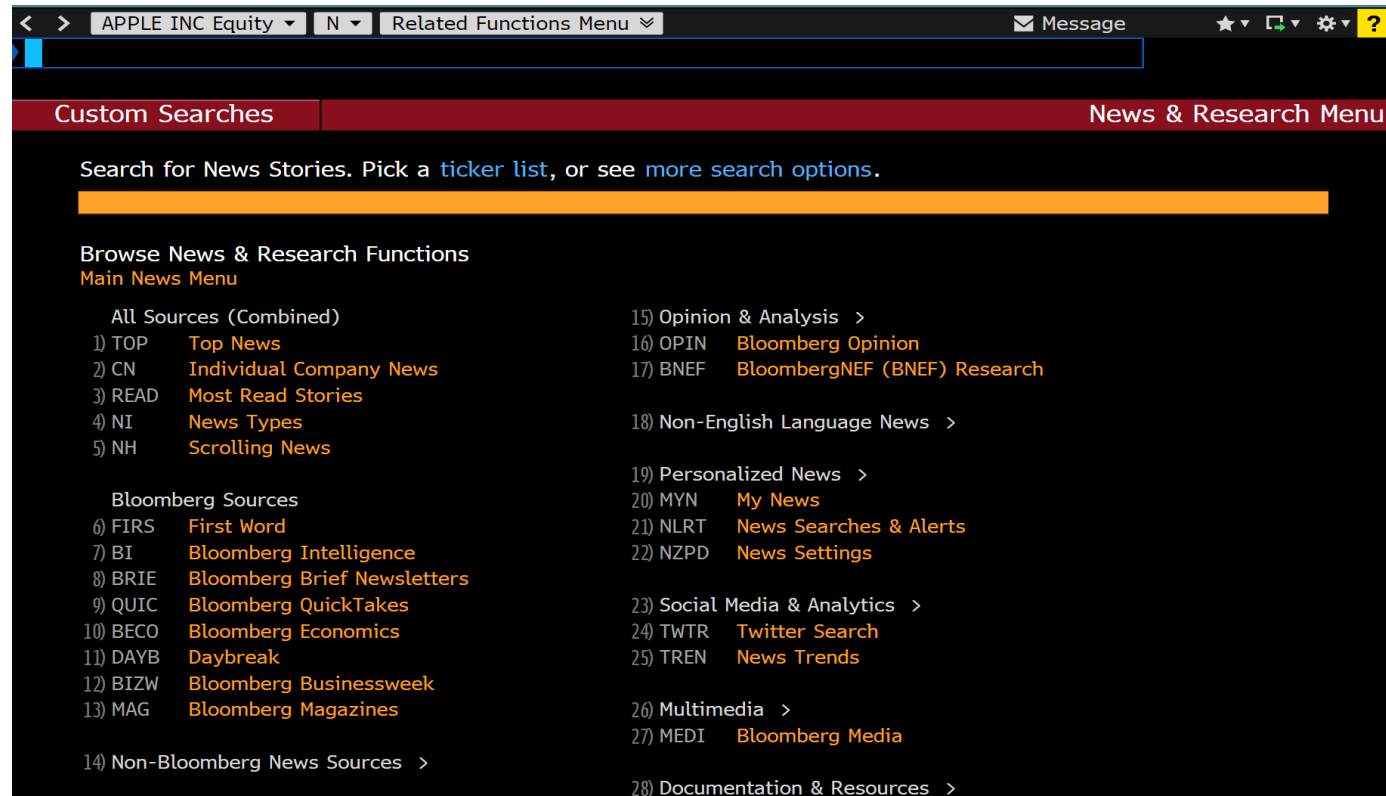 < > APPLE INC Equity N Related Functions Menu Message ?
Custom Searches News & Research Menu
Search for News Stories. Pick a ticker list, or see more search options.
Browse News & Research Functions
Main News Menu
All Sources (Combined)
1) TOP Top News
2) CN Individual Company News
3) READ Most Read Stories
4) NI News Types
5) NH Scrolling News
Bloomberg Sources
6) FIRS First Word
7) BI Bloomberg Intelligence
8) BRIE Bloomberg Brief Newsletters
9) QUIC Bloomberg QuickTakes
10) BECO Bloomberg Economics
11) DAYB Daybreak
12) BIZW Bloomberg Businessweek
13) MAG Bloomberg Magazines
14) Non-Bloomberg News Sources >
15) Opinion & Analysis >
16) OPIN Bloomberg Opinion
17) BNEF BloombergNEF (BNEF) Research
18) Non-English Language News >
19) Personalized News >
20) MYN My News
21) NLRT News Searches & Alerts
22) NZPD News Settings
23) Social Media & Analytics >
24) TWTR Twitter Search
25) TREN News Trends
26) Multimedia >
27) MEDI Bloomberg Media
28) Documentation & Resources >